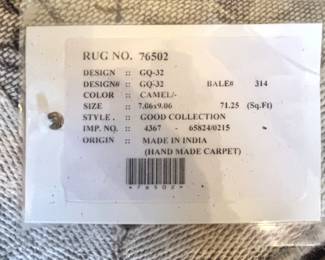 RUG NO. 76502
DESIGN :: GQ-32
DESIGN# :: GQ-32 BALE# 314
COLOR :: CAMEL/-
SIZE :: 7.06x9.06 71.25 (Sq.Ft)
STYLE . :: GOOD COLLECTION
IMP. NO. :: 4367 - 65824/0215
ORIGIN :: MADE IN INDIA
(HAND MADE CARPET)
*76502*